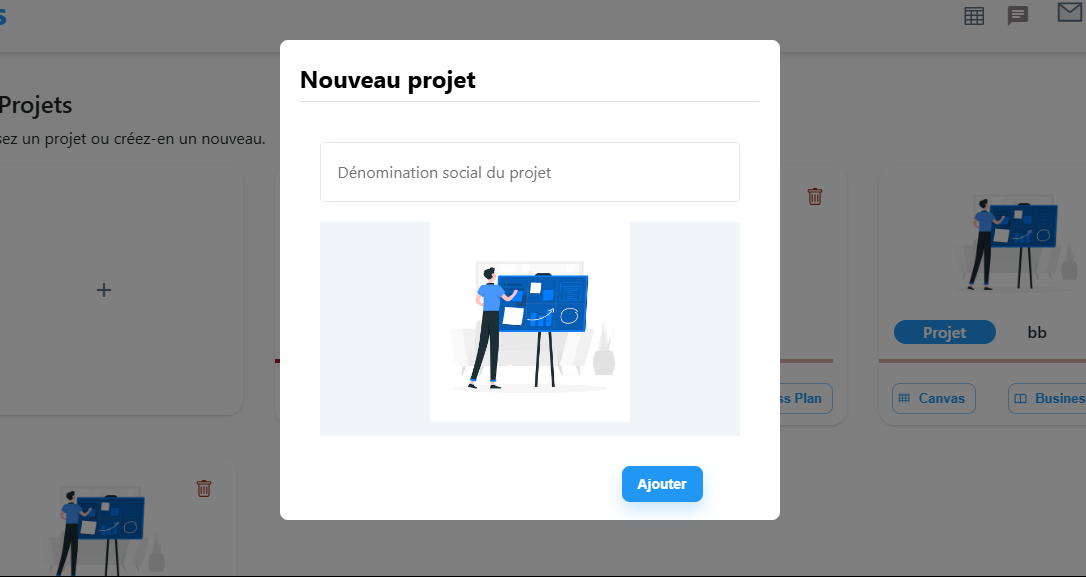 s
Nouveau projet
Projets
sez un projet ou créez-en un nouveau.
Dénomination social du projet
+
Projet bb
ss Plan Canvas Busines
Ajouter